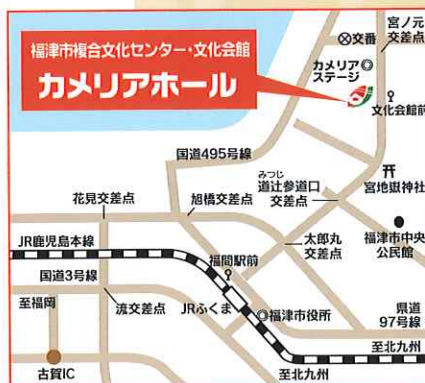 福津市複合文化センター・文化会館
カメリアホール
宮ノ元
交差点
交番
カメリア
ステージ
文化会館前
国道495号線
みつじ
道辻参道口
交差点
宮地嶽神社
花見交差点
旭橋交差点
福津市中央
公民館
太郎丸
交差点
JR鹿児島本線
福間駅前
国道3号線
至福岡
流交差点
JRふくま
福津市役所
県道
97号線
至北九州
古賀IC
至北九州